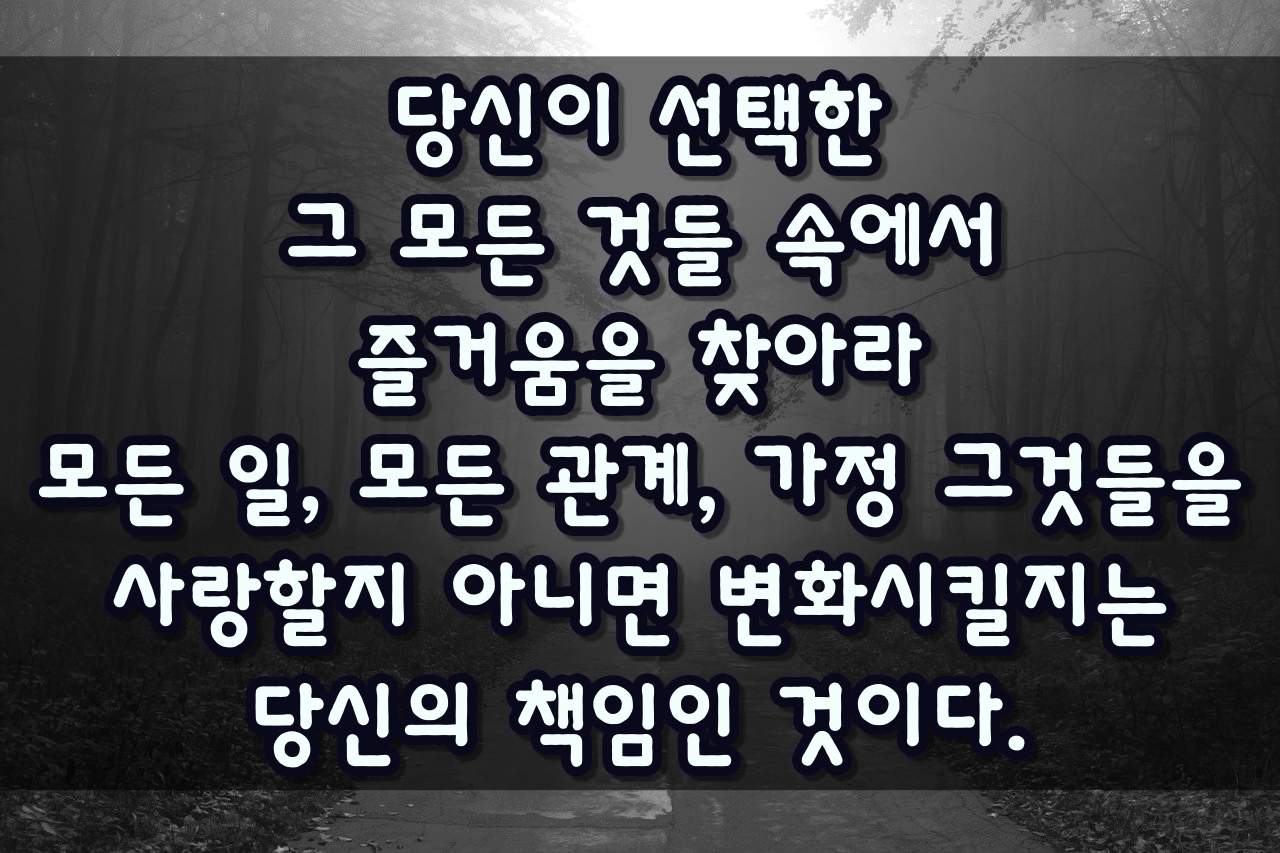 당신이 선택한
그 모든 것들 속에서
즐거움을 찾아라
모든 일, 모든 관계, 가정 그것들을
사랑할지 아니면 변화시킬지는
당신의 책임인 것이다.